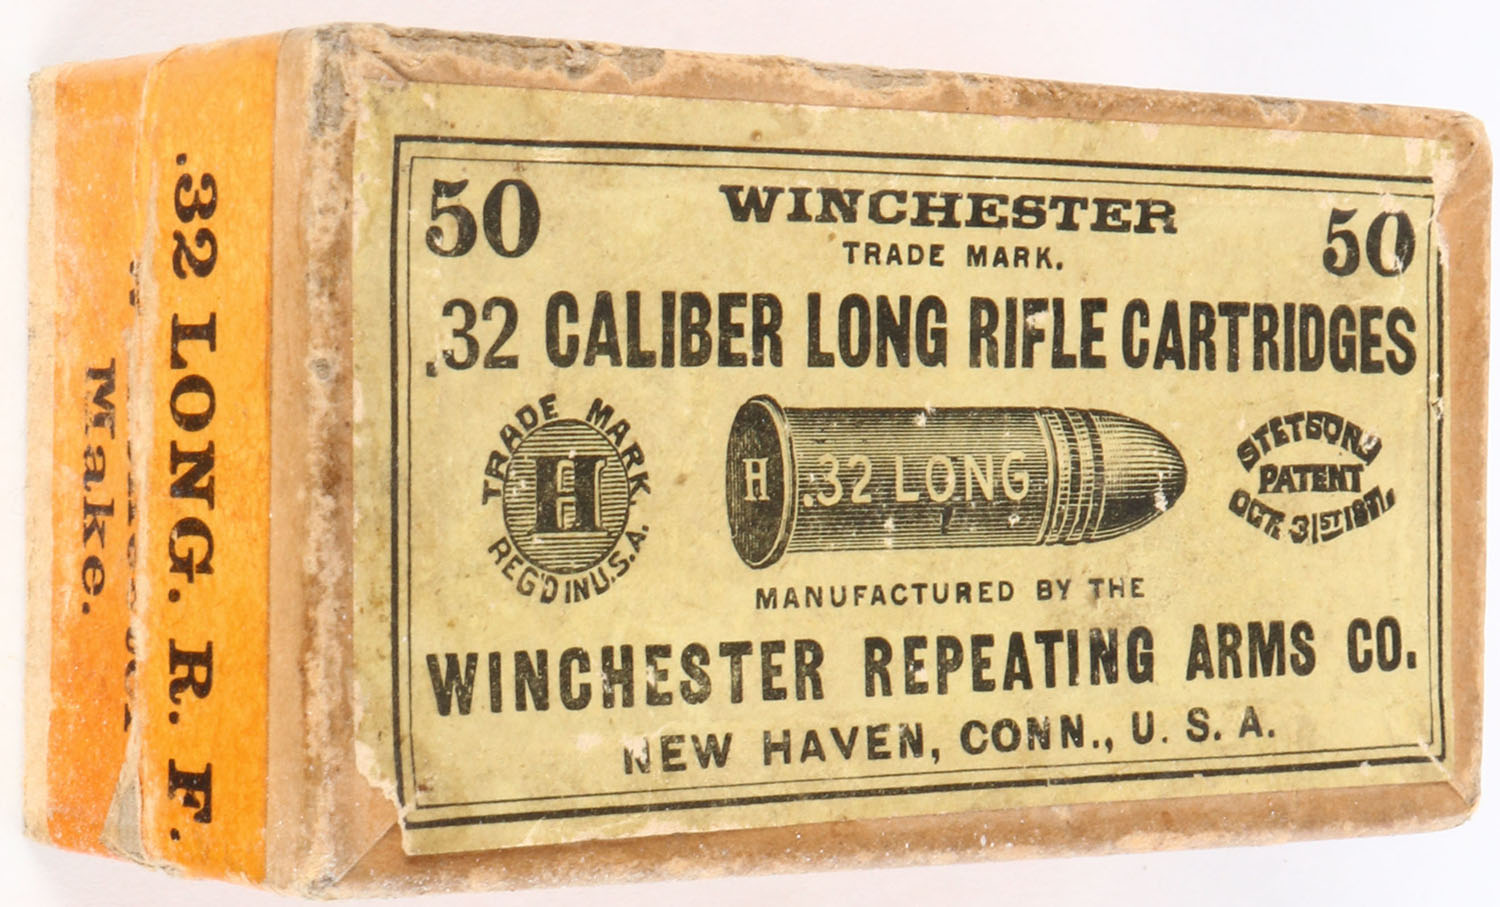 50 WINCHESTER 50
TRADE MARK.
.32 CALIBER LONG RIFLE CARTRIDGES
TRADE MARK.
H
REG'D IN U.S.A.
H .32 LONG
STETSON'S
PATENT
OCT. 31ST 1871.
MANUFACTURED BY THE
WINCHESTER REPEATING ARMS CO.
NEW HAVEN, CONN., U. S. A.
.32 LONG. R. F.
Make.